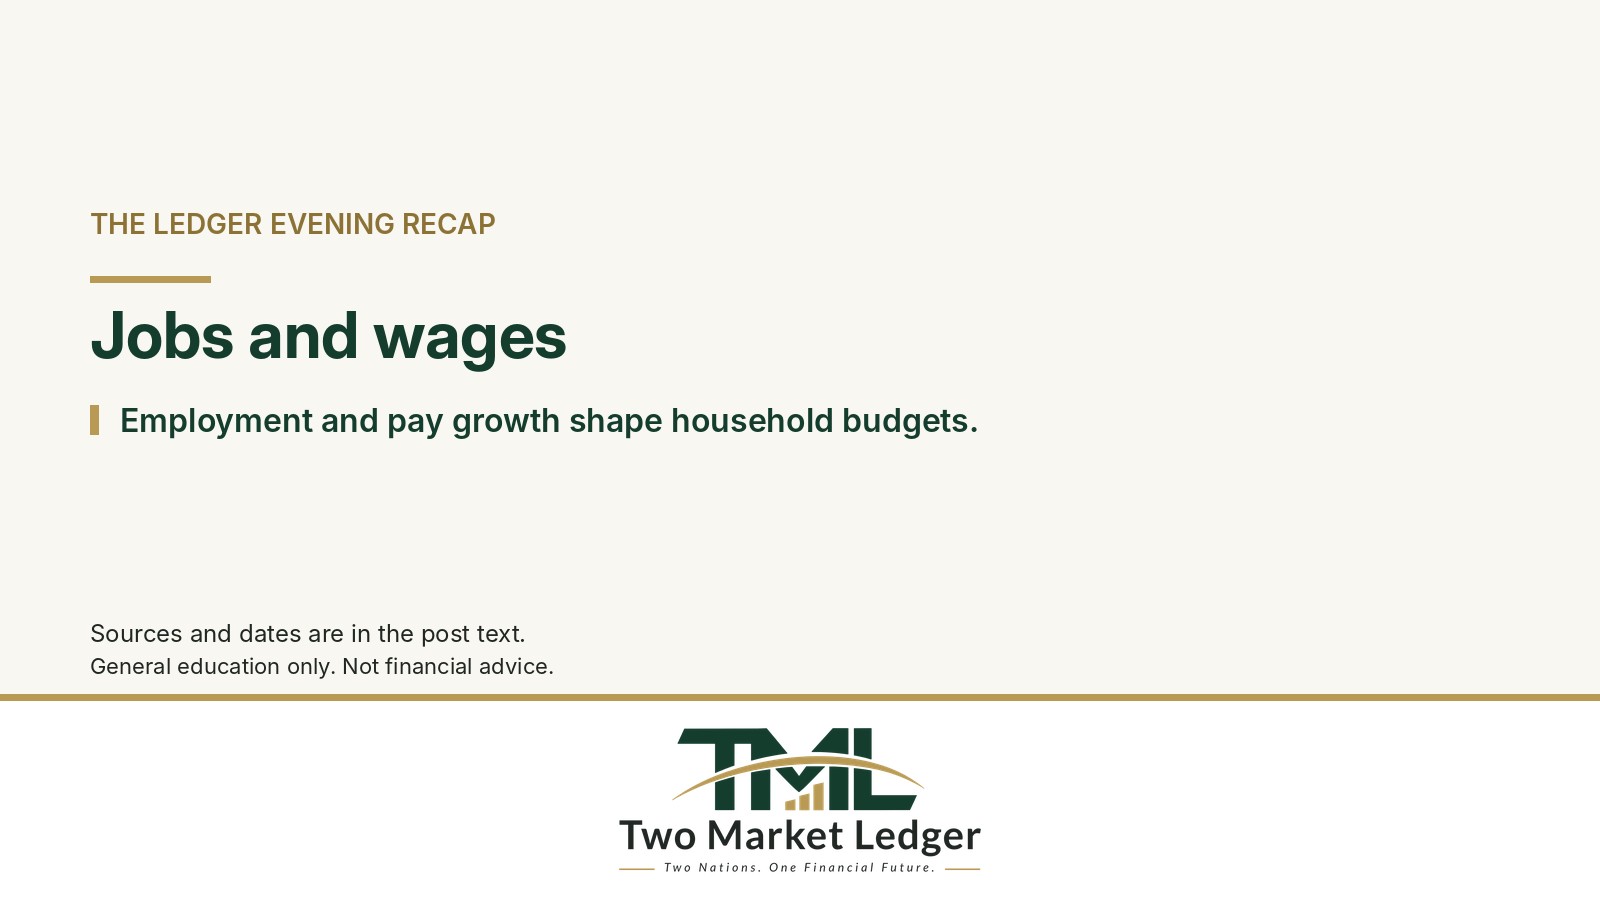 THE LEDGER EVENING RECAP
Jobs and wages
Employment and pay growth shape household budgets.
Sources and dates are in the post text.
General education only. Not financial advice.
TML
Two Market Ledger
Two Nations. One Financial Future.